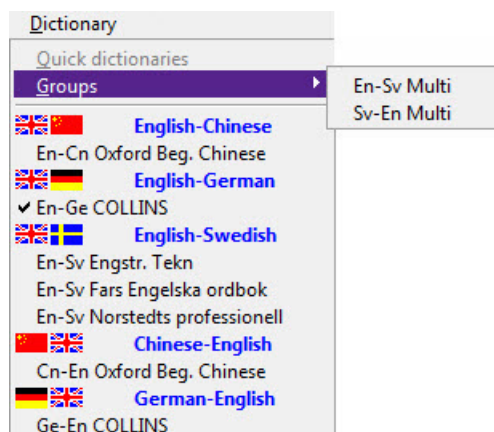 Dictionary
Quick dictionaries
Groups
En-Sv Multi
Sv-En Multi
English-Chinese
En-Cn Oxford Beg. Chinese
English-German
En-Ge COLLINS
English-Swedish
En-Sv Engstr. Tekn
En-Sv Fars Engelska ordbok
En-Sv Norstedts professionell
Chinese-English
Cn-En Oxford Beg. Chinese
German-English
Ge-En COLLINS